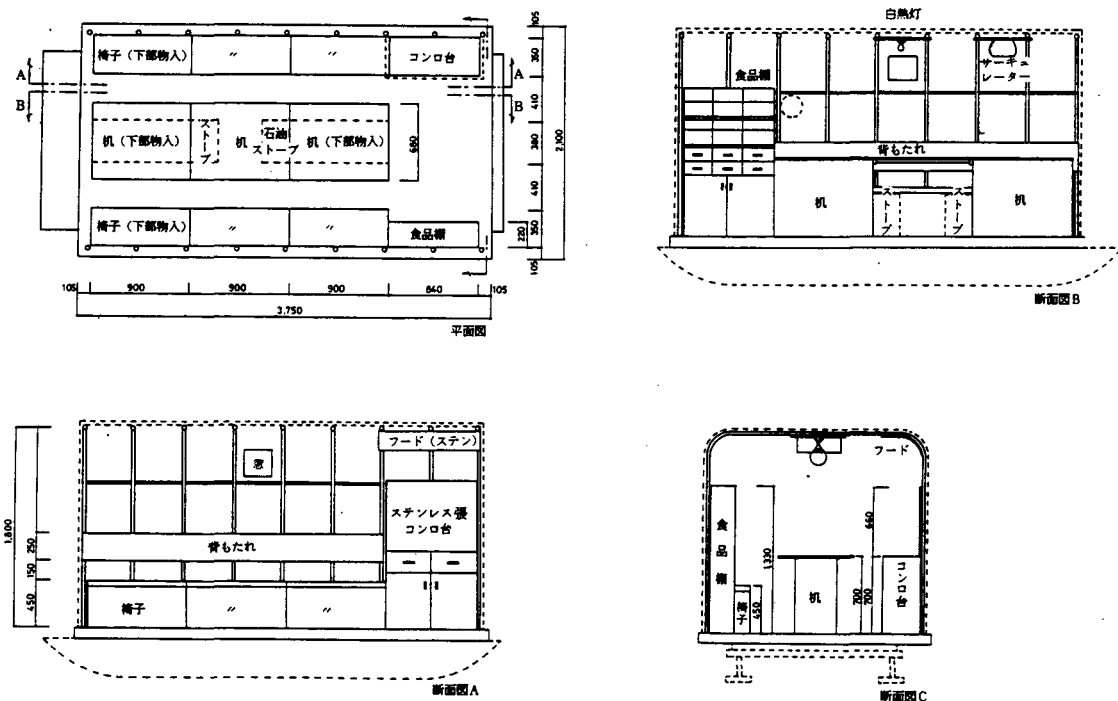 椅子(下部物入)
〃
〃
コンロ台
A
A
B
B
机(下部物入)
ストーブ
机
石油
ストーブ
机(下部物入)
660
椅子(下部物入)
〃
〃
食品棚
220
105
350
410
380
410
350
105
2,100
105
900
900
900
840
105
3,750
平面図
白熱灯
サーキュ
レーター
食品棚
背もたれ
机
ストーブ
ストーブ
机
断面図B
フード(ステン)
窓
ステンレス張
コンロ台
背もたれ
椅子
〃
〃
1,800
250
150
450
断面図A
フード
食品棚
椅子
450
1,330
机
700
700
660
コンロ台
断面図C